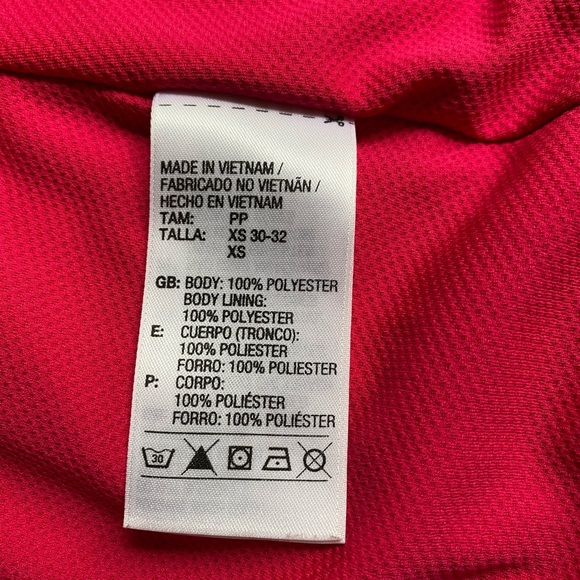 MADE IN VIETNAM /
FABRICADO NO VIETNÃN /
HECHO EN VIETNAM
TAM: PP
TALLA: XS 30-32
XS
GB: BODY: 100% POLYESTER
BODY LINING:
100% POLYESTER
E: CUERPO (TRONCO):
100% POLIESTER
FORRO: 100% POLIESTER
P: CORPO:
100% POLIÉSTER
FORRO: 100% POLIÉSTER
30